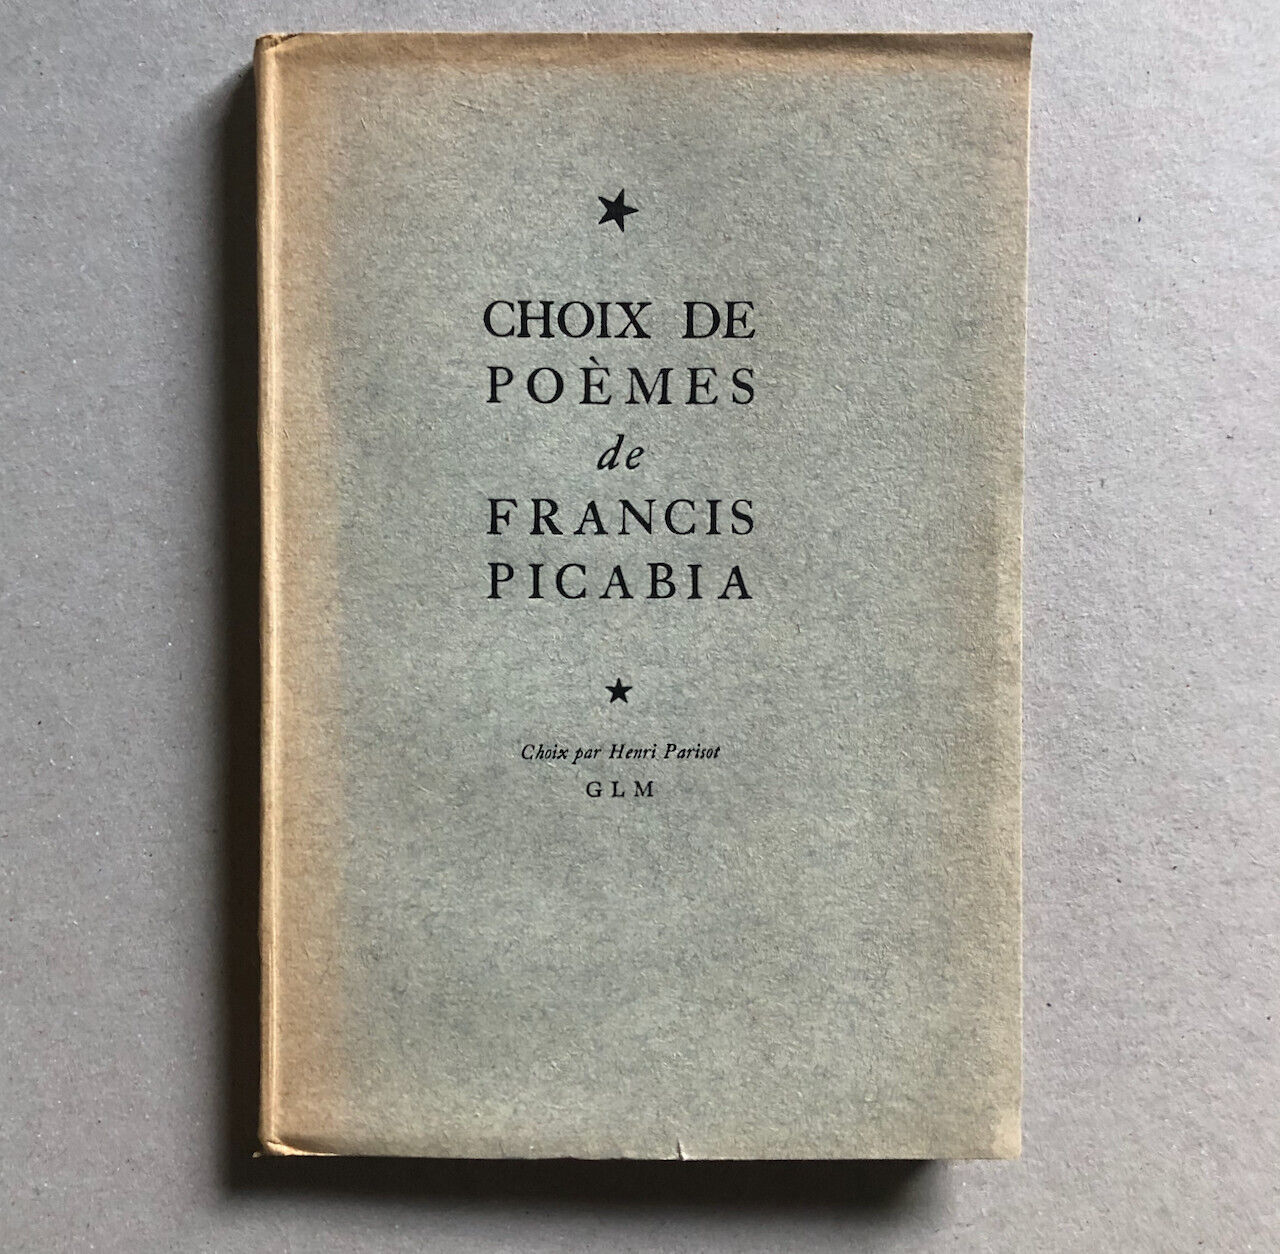 CHOIX DE
POÈMES
de
FRANCIS
PICABIA
Choix par Henri Parisot
GLM